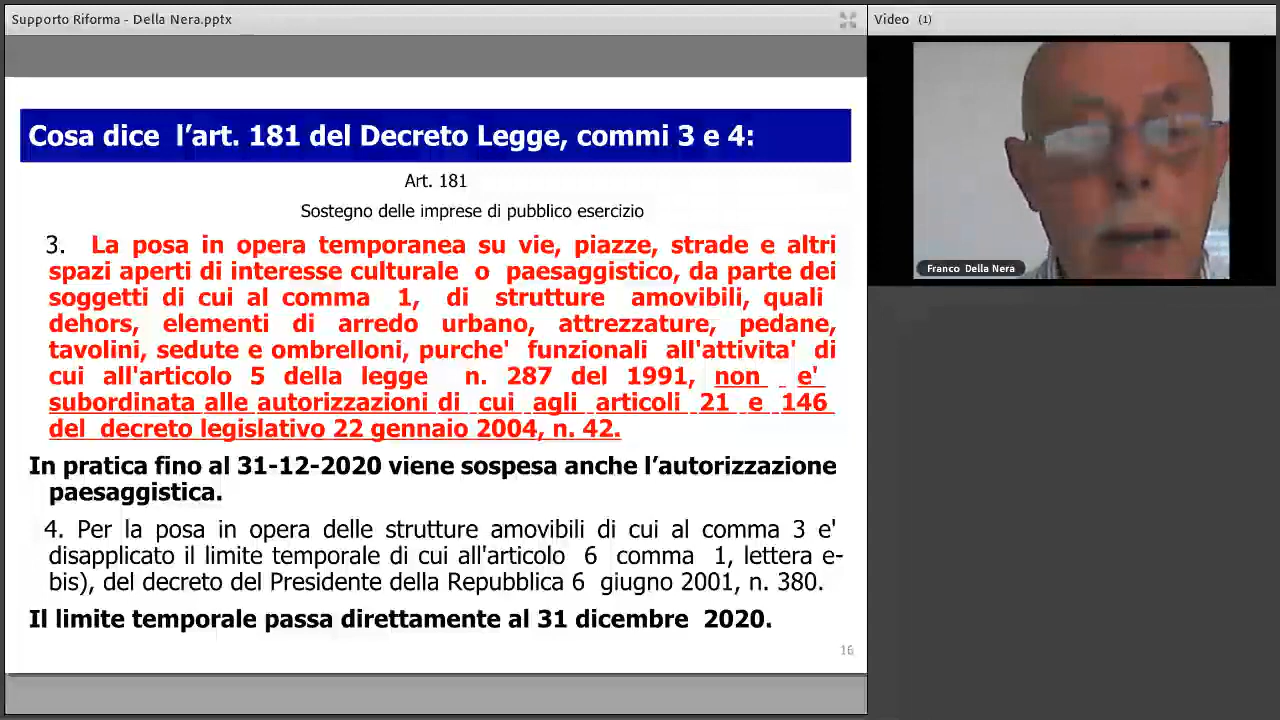 Supporto Riforma - Della Nera.pptx
Video (1)
Cosa dice l’art. 181 del Decreto Legge, commi 3 e 4:
Art. 181
Sostegno delle imprese di pubblico esercizio
3. La posa in opera temporanea su vie, piazze, strade e altri
spazi aperti di interesse culturale o paesaggistico, da parte dei
soggetti di cui al comma 1, di strutture amovibili, quali
dehors, elementi di arredo urbano, attrezzature, pedane,
tavolini, sedute e ombrelloni, purche' funzionali all'attivita' di
cui all'articolo 5 della legge n. 287 del 1991, non e'
subordinata alle autorizzazioni di cui agli articoli 21 e 146
del decreto legislativo 22 gennaio 2004, n. 42.
In pratica fino al 31-12-2020 viene sospesa anche l’autorizzazione
paesaggistica.
4. Per la posa in opera delle strutture amovibili di cui al comma 3 e'
disapplicato il limite temporale di cui all'articolo 6 comma 1, lettera e-
bis), del decreto del Presidente della Repubblica 6 giugno 2001, n. 380.
Il limite temporale passa direttamente al 31 dicembre 2020.
16
Franco Della Nera